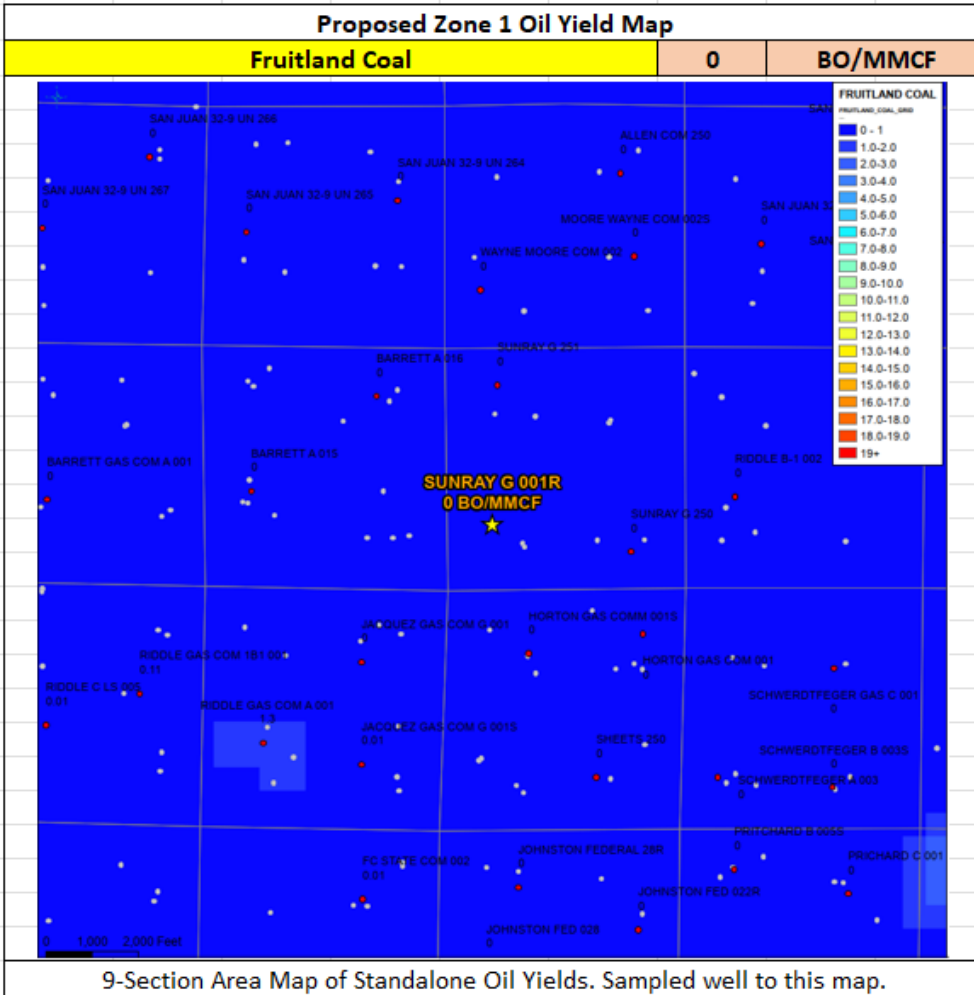 Proposed Zone 1 Oil Yield Map
Fruitland Coal 0 BO/MMCF
FRUITLAND COAL
FRUITLAND_COAL_GRID
0 - 1
1.0-2.0
2.0-3.0
3.0-4.0
4.0-5.0
5.0-6.0
6.0-7.0
7.0-8.0
8.0-9.0
9.0-10.0
10.0-11.0
11.0-12.0
12.0-13.0
13.0-14.0
14.0-15.0
15.0-16.0
16.0-17.0
17.0-18.0
18.0-19.0
19+
SAN JUAN 32-9 UN 266
0
ALLEN COM 250
0
SAN JUAN 32-9 UN 264
0
SAN JUAN 32-9 UN 267
0
SAN JUAN 32-9 UN 265
0
SAN JUAN
0
MOORE WAYNE COM 002S
0
SAN
WAYNE MOORE COM 002
0
SUNRAY G 251
0
BARRETT A 016
0
BARRETT A 015
0
BARRETT GAS COM A 001
0
RIDDLE B-1 002
0
SUNRAY G 001R
0 BO/MMCF
SUNRAY G 250
0
HORTON GAS COMM 001S
0
JACQUEZ GAS COM G 001
0
RIDDLE GAS COM 1B1 001
0.11
HORTON GAS COM 001
0
RIDDLE C LS 005
0.01
SCHWERDTFEGER GAS C 001
0
RIDDLE GAS COM A 001
1.3
JACQUEZ GAS COM G 001S
0.01
SHEETS 250
0
SCHWERDTFEGER B 003S
0
SCHWERDTFEGER A 003
0
PRITCHARD B 005S
0
JOHNSTON FEDERAL 28R
0
PRICHARD C 001
0
FC STATE COM 002
0.01
JOHNSTON FED 022R
0
JOHNSTON FED 028
0
0 1,000 2,000 Feet
9-Section Area Map of Standalone Oil Yields. Sampled well to this map.